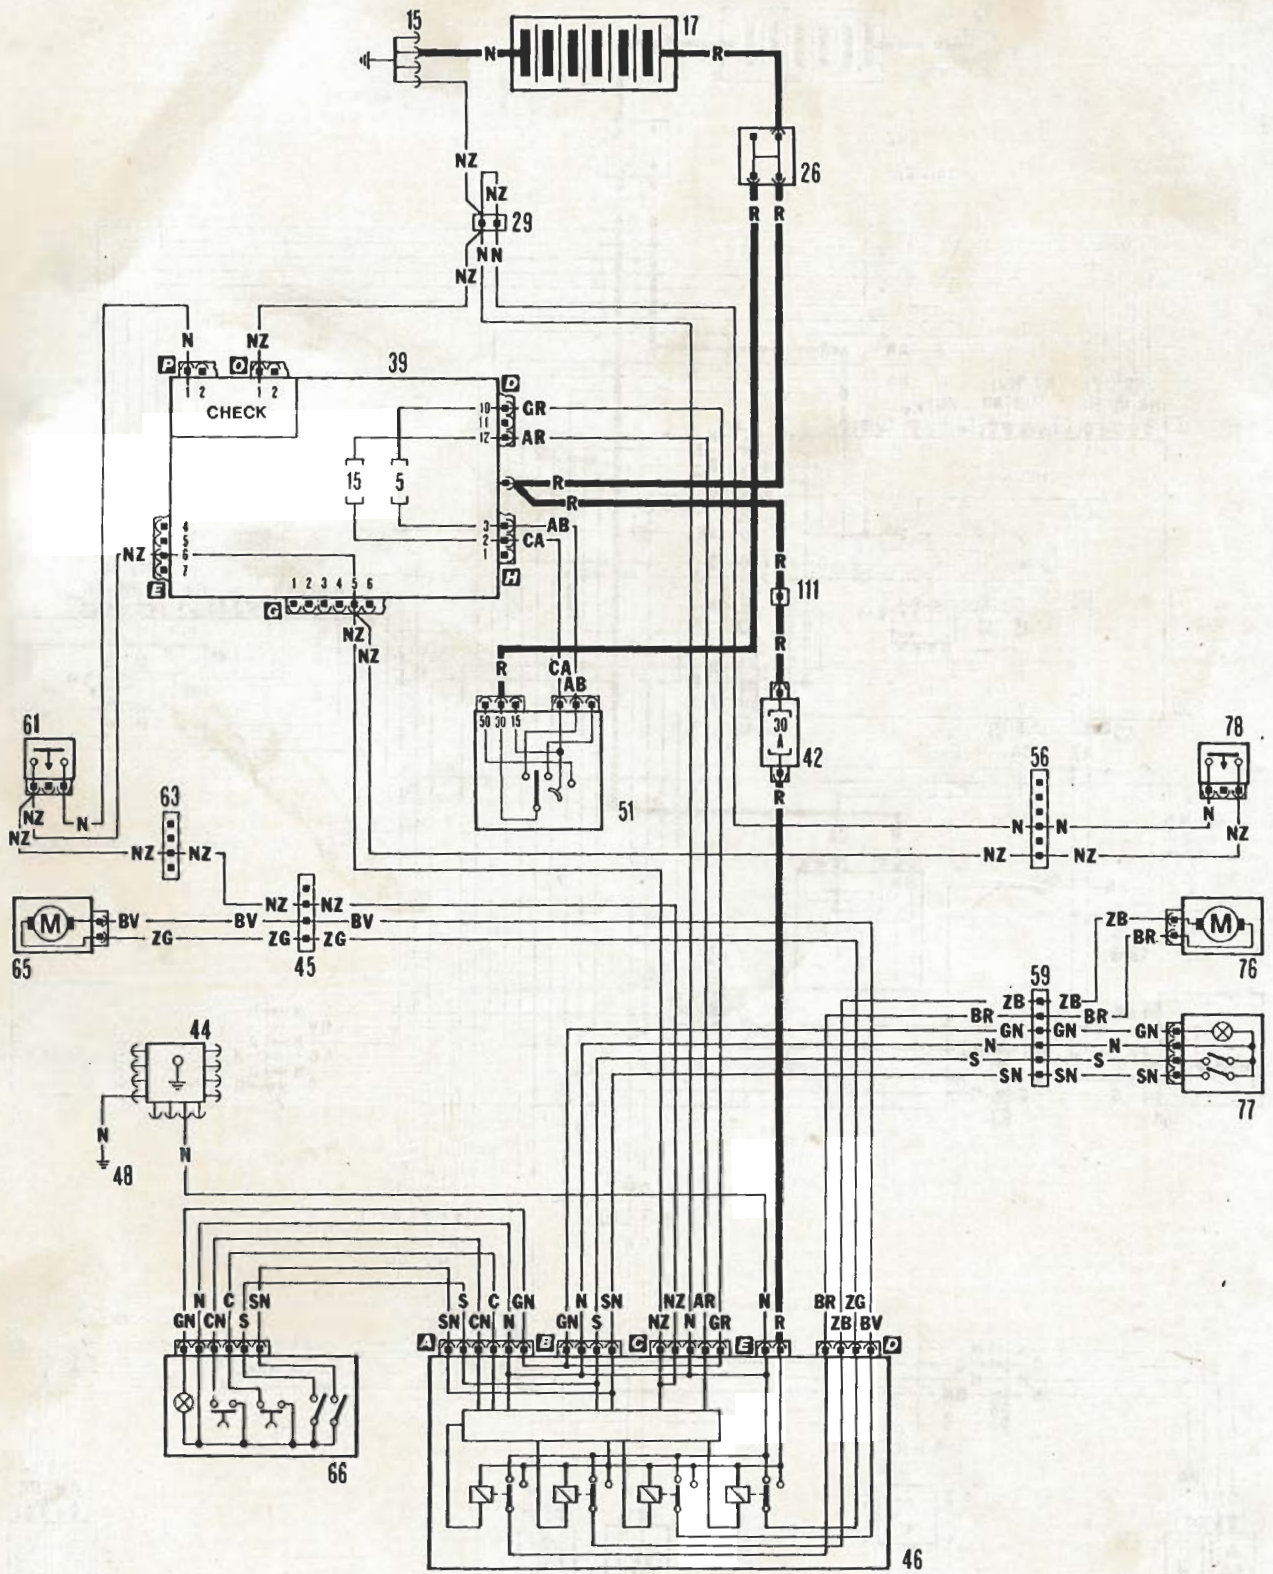 15
17
N
R
26
NZ
NZ
29
R R
N N
NZ
N
NZ
P
O
39
1 2
1 2
CHECK
D
10
GR
11
12
AR
15
5
R
R
4
5
NZ
6
7
E
3
AB
2
CA
1
H
R
111
1 2 3 4 5 6
G
NZ
NZ
R
R
CA
AB
50 30 15
30
A
42
R
51
61
NZ
N
NZ
63
NZ
NZ
56
78
N
N
N
NZ
NZ
NZ
NZ
NZ
M
BV
BV
BV
ZG
ZG
ZG
65
45
ZB
M
BR
76
59
ZB
ZB
BR
BR
GN
GN
GN
N
N
S
S
SN
SN
SN
77
44
N
48
N
N
C
SN
GN
CN
S
S
C
GN
SN
CN
N
N
SN
GN
S
NZ
AR
NZ
N
GR
N
R
BR
ZG
ZB
BV
A
B
C
E
D
66
46